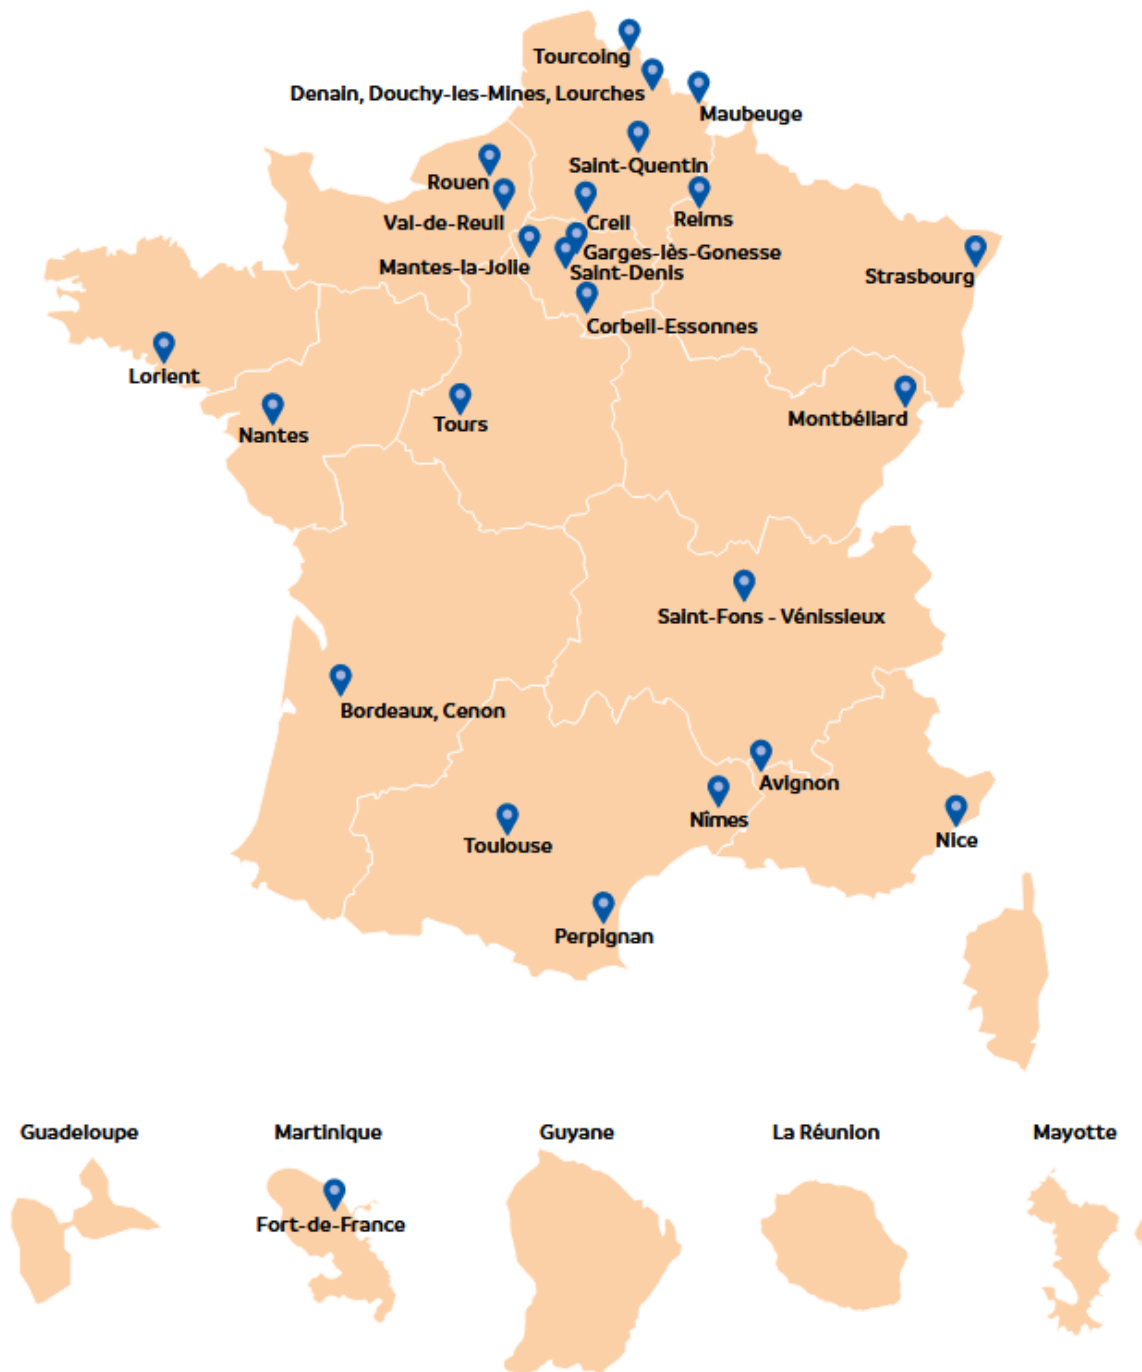 Tourcoing
Denain, Douchy-les-Mines, Lourches
Maubeuge
Saint-Quentin
Rouen
Reims
Val-de-Reuil
Creil
Garges-lès-Gonesse
Mantes-la-Jolie
Saint-Denis
Strasbourg
Corbeil-Essonnes
Lorient
Montbéliard
Tours
Nantes
Saint-Fons - Vénissieux
Bordeaux, Cenon
Avignon
Nîmes
Nice
Toulouse
Perpignan
Guadeloupe
Martinique
Guyane
La Réunion
Mayotte
Fort-de-France